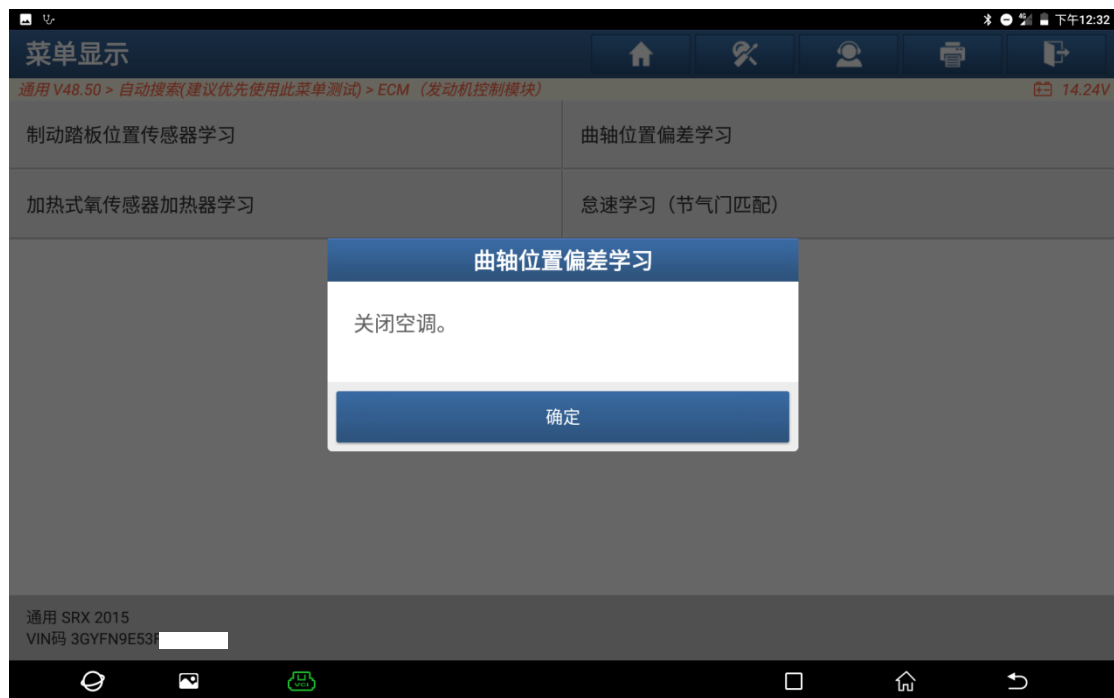 下午12:32
菜单显示
通用 V48.50 > 自动搜索(建议优先使用此菜单测试) > ECM（发动机控制模块） 14.24V
制动踏板位置传感器学习 曲轴位置偏差学习
加热式氧传感器加热器学习 怠速学习（节气门匹配）
曲轴位置偏差学习
关闭空调。
确定
通用 SRX 2015
VIN码 3GYFN9E53F
VCI